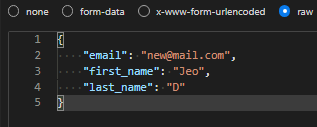 none form-data x-www-form-urlencoded raw
1 {
2 "email": "new@mail.com",
3 "first_name": "Jeo",
4 "last_name": "D"
5 }